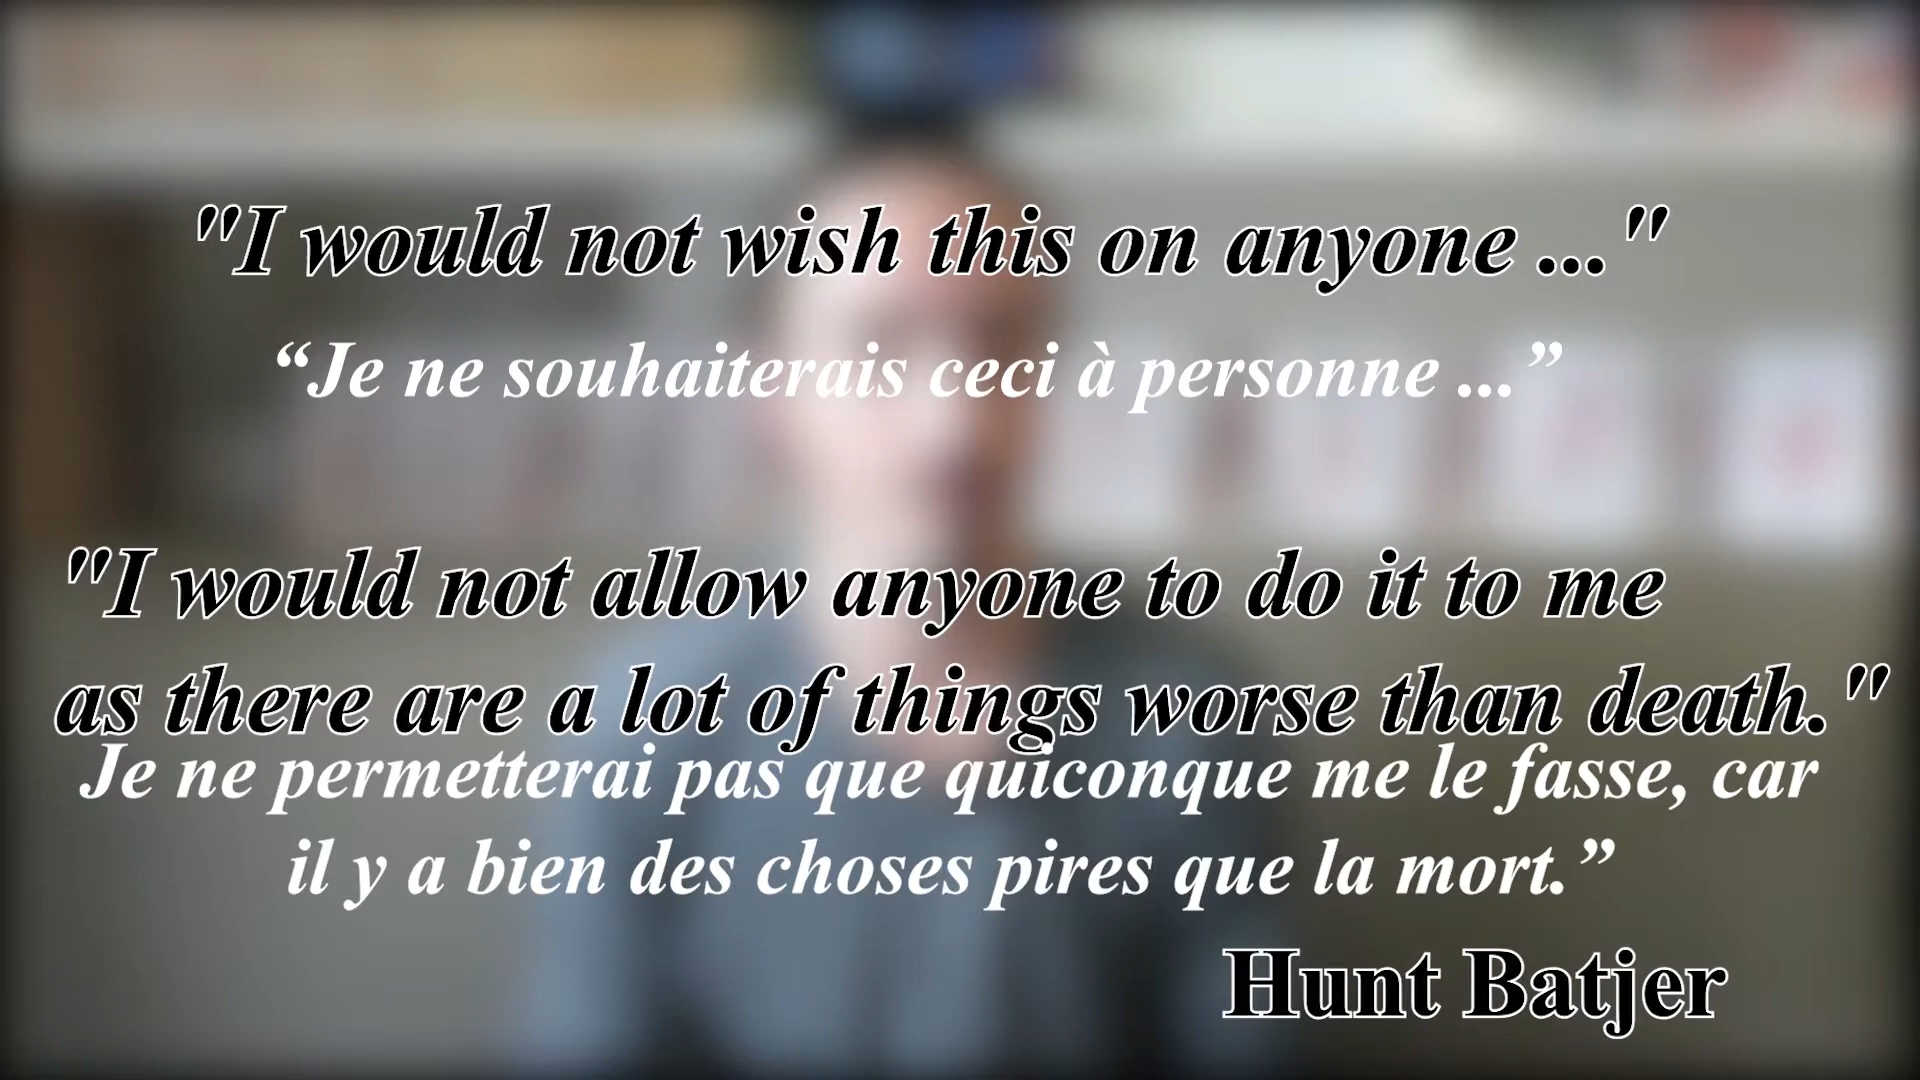 "I would not wish this on anyone ..."
“Je ne souhaiterais ceci à personne ...”
"I would not allow anyone to do it to me
as there are a lot of things worse than death."
Je ne permetterai pas que quiconque me le fasse, car
il y a bien des choses pires que la mort.”
Hunt Batjer